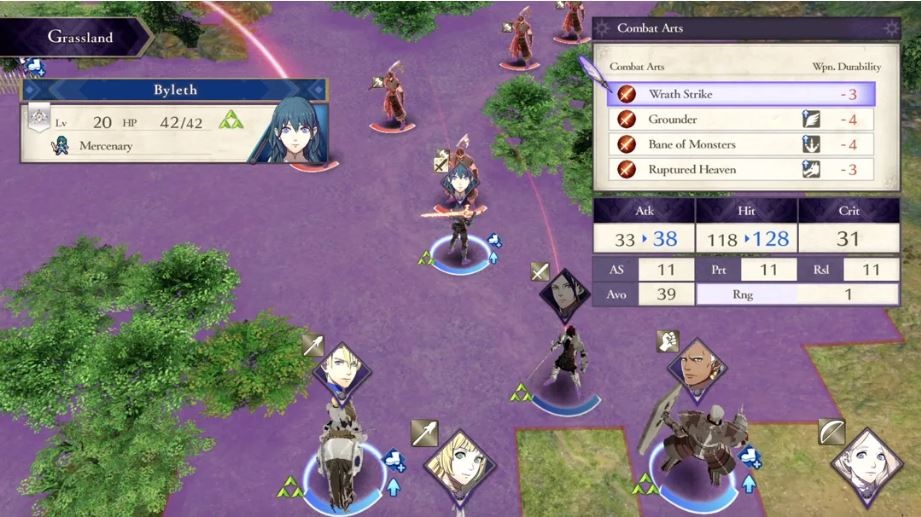 Grassland
Byleth
Lv 20 HP 42/42
Mercenary
Combat Arts
Combat Arts Wpn. Durability
Wrath Strike -3
Grounder -4
Bane of Monsters -4
Ruptured Heaven -3
Atk Hit Crit
33 38 118 128 31
AS 11 Prt 11 Rsl 11
Avo 39 Rng 1